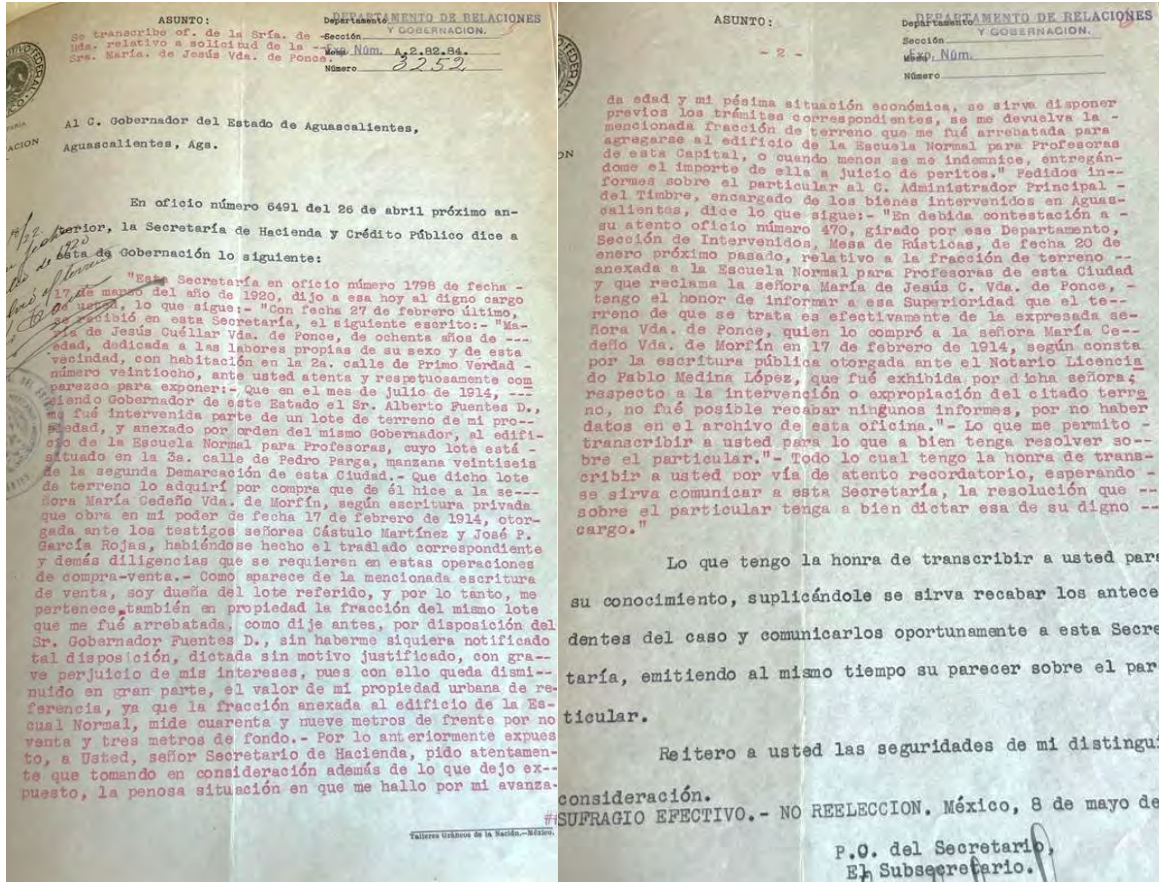 ASUNTO:
Se transcribe of. de la Sría. de -
Hda. relativo a solicitud de la --
Sra. María. de Jesús Vda. de Ponce.
DEPARTAMENTO DE RELACIONES
Y GOBERNACION.
Departamento
Sección
Mesa
Exp. Núm. A.2.82.84.
Número 3252
Al C. Gobernador del Estado de Aguascalientes,
Aguascalientes, Ags.
En oficio número 6491 del 26 de abril próximo an-
terior, la Secretaría de Hacienda y Crédito Público dice a
ésta de Gobernación lo siguiente:
"Esta Secretaría en oficio número 1798 de fecha -
17 de marzo del año de 1920, dijo a esa hoy al digno cargo
de usted, lo que sigue:- "Con fecha 27 de febrero último,
se recibió en esta Secretaría, el siguiente escrito:- "Ma-
ría de Jesús Cuéllar Vda. de Ponce, de ochenta años de ---
edad, dedicada a las labores propias de su sexo y de esta
vecindad, con habitación en la 2a. calle de Primo Verdad -
número veintiocho, ante usted atenta y respetuosamente com
parezco para exponer:- Que en el mes de julio de 1914, ---
siendo Gobernador de este Estado el Sr. Alberto Fuentes D.,
me fué intervenida parte de un lote de terreno de mi pro--
piedad, y anexado por orden del mismo Gobernador, al edifi-
cio de la Escuela Normal para Profesoras, cuyo lote está -
situado en la 3a. calle de Pedro Parga, manzana veintiseis
de la segunda Demarcación de esta Ciudad.- Que dicho lote
de terreno lo adquirí por compra que de él hice a la se---
ñora María Cedeño Vda. de Morfín, según escritura privada
que obra en mi poder de fecha 17 de febrero de 1914, otor-
gada ante los testigos señores Cástulo Martínez y José P.
García Rojas, habiéndose hecho el traslado correspondiente
y demás diligencias que se requieren en estas operaciones
de compra-venta.- Como aparece de la mencionada escritura
de venta, soy dueña del lote referido, y por lo tanto, me
pertenece,también en propiedad la fracción del mismo lote
que me fué arrebatada, como dije antes, por disposición del
Sr. Gobernador Fuentes D., sin haberme siquiera notificado
tal disposición, dictada sin motivo justificado, con gra--
ve perjuicio de mis intereses, pues con ello queda dismi--
nuido en gran parte, el valor de mi propiedad urbana de re-
ferencia, ya que la fracción anexada al edificio de la Es-
cual Normal, mide cuarenta y nueve metros de frente por no
venta y tres metros de fondo.- Por lo anteriormente expues
to, a Usted, señor Secretario de Hacienda, pido atentamen-
te que tomando en consideración además de lo que dejo ex--
puesto, la penosa situación en que me hallo por mi avanza-
Talleres Gráficos de la Nación.—México.
ASUNTO:
- 2 -
DEPARTAMENTO DE RELACIONES
Y GOBERNACION.
Departamento
Sección
Mesa
Exp. Núm.
Número
da edad y mi pésima situación económica, se sirva disponer
previos los trámites correspondientes, se me devuelva la -
mencionada fracción de terreno que me fué arrebatada para
agregarse al edificio de la Escuela Normal para Profesoras
de esta Capital, o cuando menos se me indemnice, entregán-
dome el importe de ella a juicio de peritos." Pedidos in--
formes sobre el particular al C. Administrador Principal -
del Timbre, encargado de los bienes intervenidos en Aguas-
calientes, dice lo que sigue:- "En debida contestación a -
su atento oficio número 470, girado por ese Departamento,
Sección de Intervenidos, Mesa de Rústicas, de fecha 20 de
enero próximo pasado, relativo a la fracción de terreno --
anexada a la Escuela Normal para Profesoras de esta Ciudad
y que reclama la señora María de Jesús C. Vda. de Ponce, -
tengo el honor de informar a esa Superioridad que el te--
rreno de que se trata es efectivamente de la expresada se-
ñora Vda. de Ponce, quien lo compró a la señora María Ce--
deño Vda. de Morfín en 17 de febrero de 1914, según consta
por la escritura pública otorgada ante el Notario Licencia
do Pablo Medina López, que fué exhibida por dicha señora;
respecto a la intervención o expropiación del citado terre
no, no fué posible recabar ningunos informes, por no haber
datos en el archivo de esta oficina."- Lo que me permito -
transcribir a usted para lo que a bien tenga resolver so--
bre el particular."- Todo lo cual tengo la honra de trans-
cribir a usted por vía de atento recordatorio, esperando -
se sirva comunicar a esta Secretaría, la resolución que --
sobre el particular tenga a bien dictar esa de su digno --
cargo."
Lo que tengo la honra de transcribir a usted para
su conocimiento, suplicándole se sirva recabar los antece
dentes del caso y comunicarlos oportunamente a esta Secre
taría, emitiendo al mismo tiempo su parecer sobre el par
ticular.
Reitero a usted las seguridades de mi distingui
consideración.
SUFRAGIO EFECTIVO.- NO REELECCION. México, 8 de mayo de
P.O. del Secretario,
El Subsecretario.